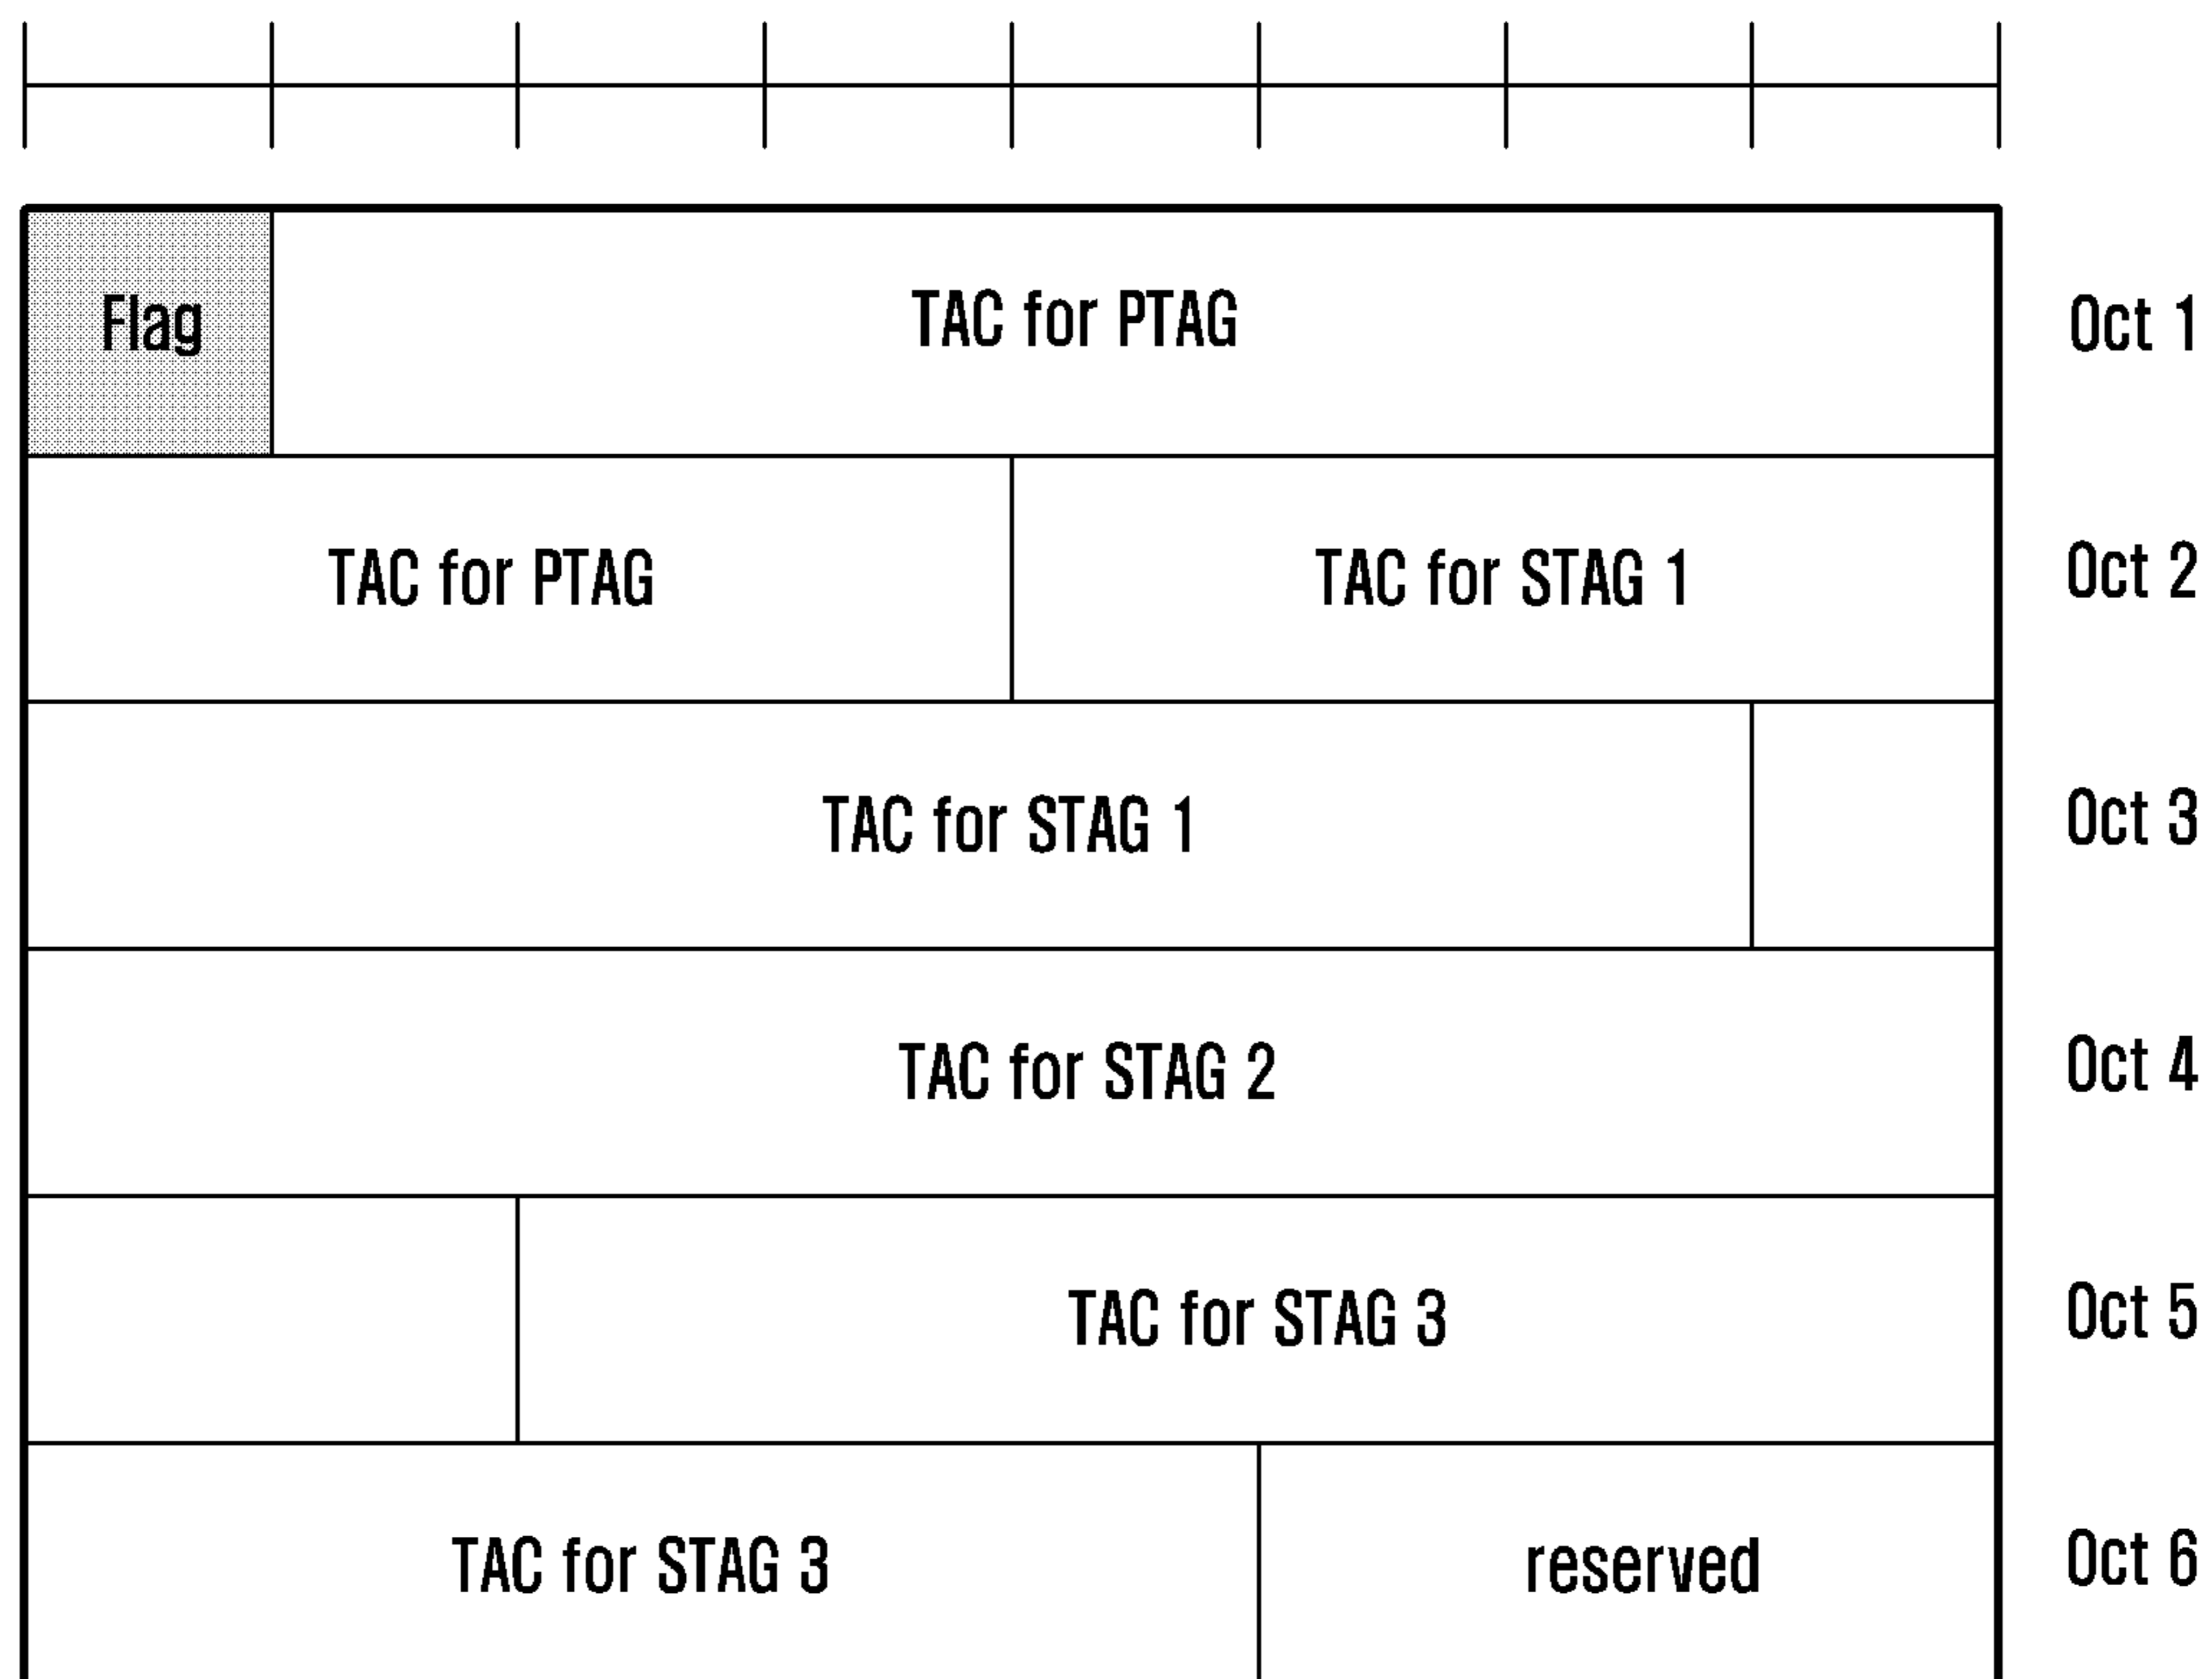 Flag TAC for PTAG Oct 1
TAC for PTAG TAC for STAG 1 Oct 2
TAC for STAG 1 Oct 3
TAC for STAG 2 Oct 4
TAC for STAG 3 Oct 5
TAC for STAG 3 reserved Oct 6